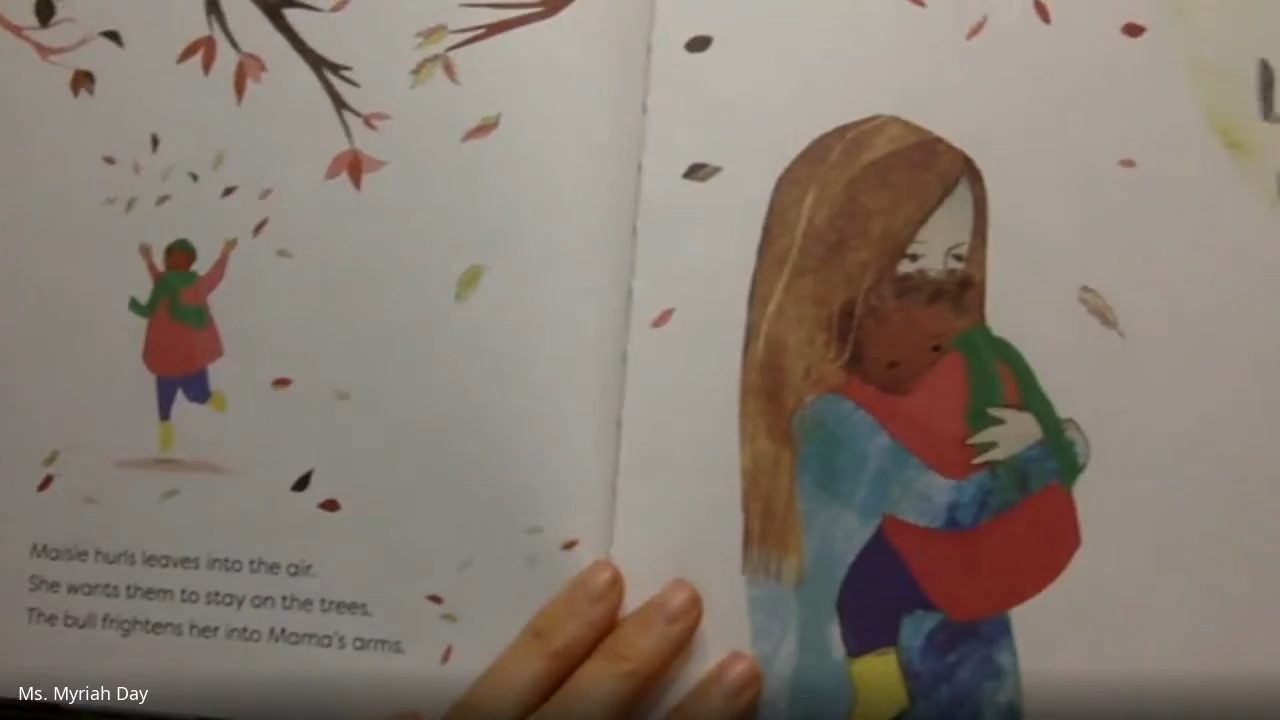 Maisie hurls leaves into the air.
She wants them to stay on the trees.
The bull frightens her into Mama's arms.
Ms. Myriah Day